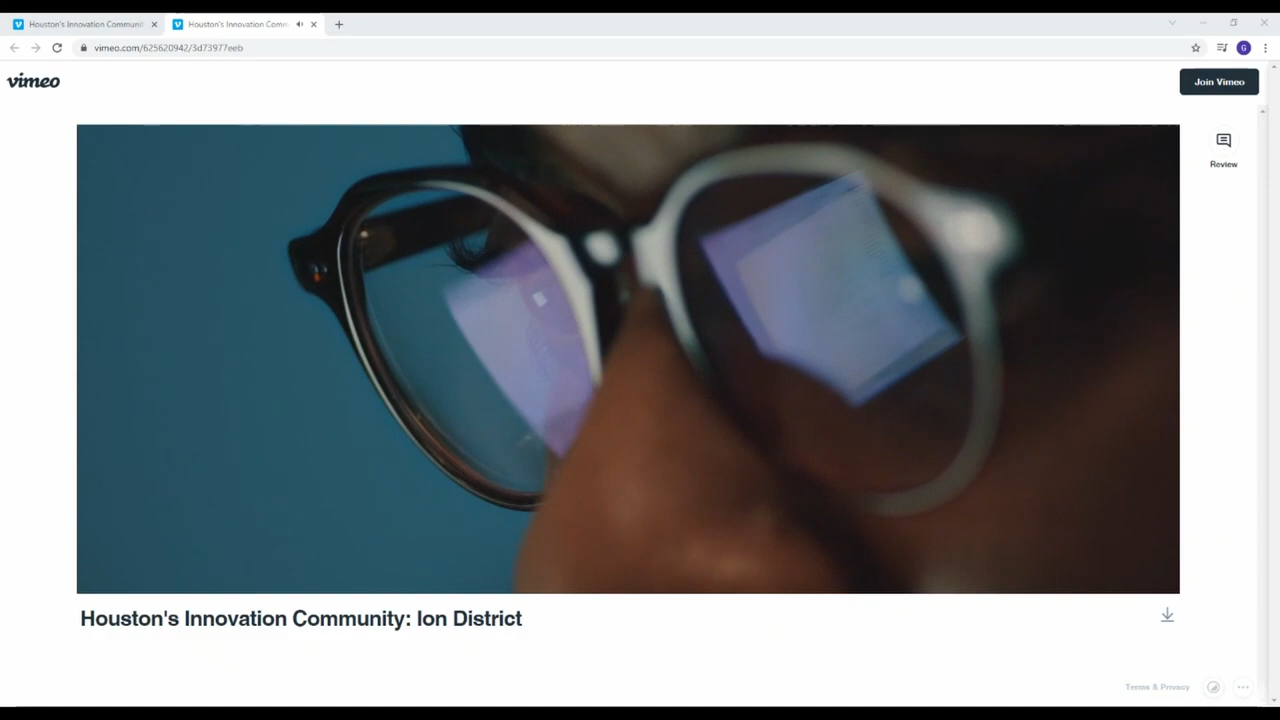 Houston's Innovation Communit
Houston's Innovation Comm
vimeo.com/625620942/3d73977eeb
G
vimeo
Join Vimeo
Review
Houston's Innovation Community: Ion District
Terms & Privacy